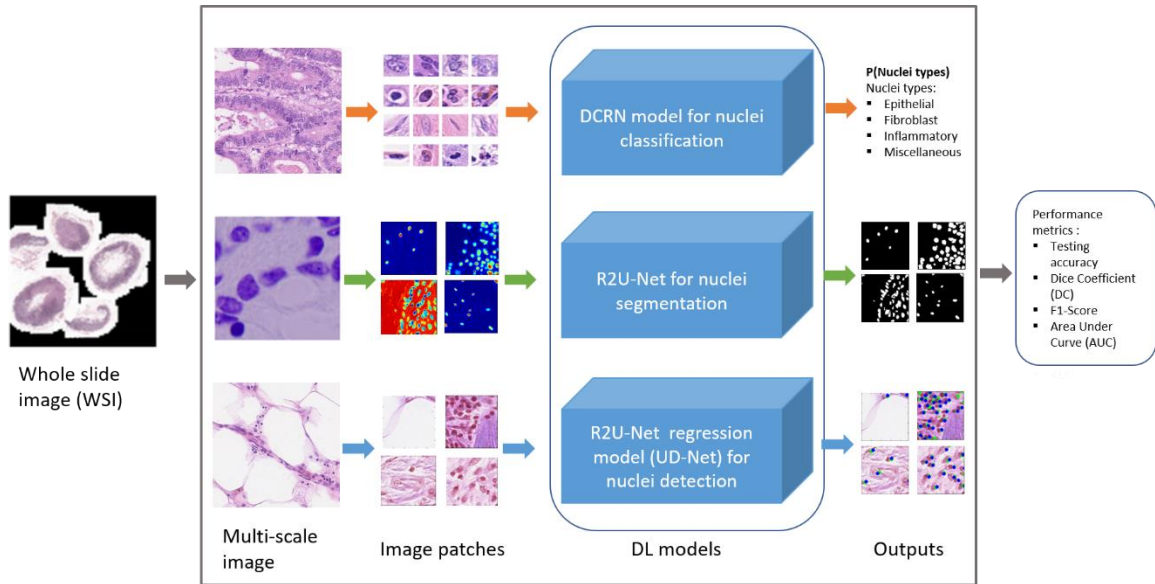 Whole slide
image (WSI)
DCRN model for nuclei
classification
P(Nuclei types)
Nuclei types:
▪ Epithelial
▪ Fibroblast
▪ Inflammatory
▪ Miscellaneous
R2U-Net for nuclei
segmentation
R2U-Net regression
model (UD-Net) for
nuclei detection
Multi-scale
image
Image patches
DL models
Outputs
Performance
metrics :
▪ Testing
accuracy
▪ Dice Coefficient
(DC)
▪ F1-Score
▪ Area Under
Curve (AUC)